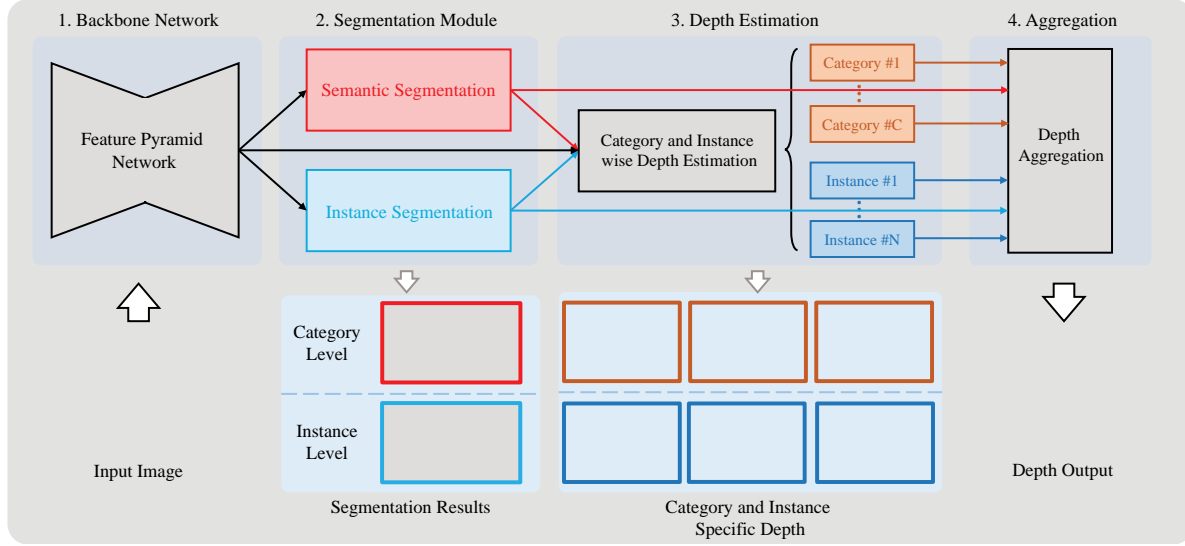 1. Backbone Network
2. Segmentation Module
3. Depth Estimation
4. Aggregation
Feature Pyramid
Network
Semantic Segmentation
Instance Segmentation
Category and Instance
wise Depth Estimation
Category #1
Category #C
Instance #1
Instance #N
Depth
Aggregation
Category
Level
Instance
Level
Input Image
Segmentation Results
Category and Instance
Specific Depth
Depth Output